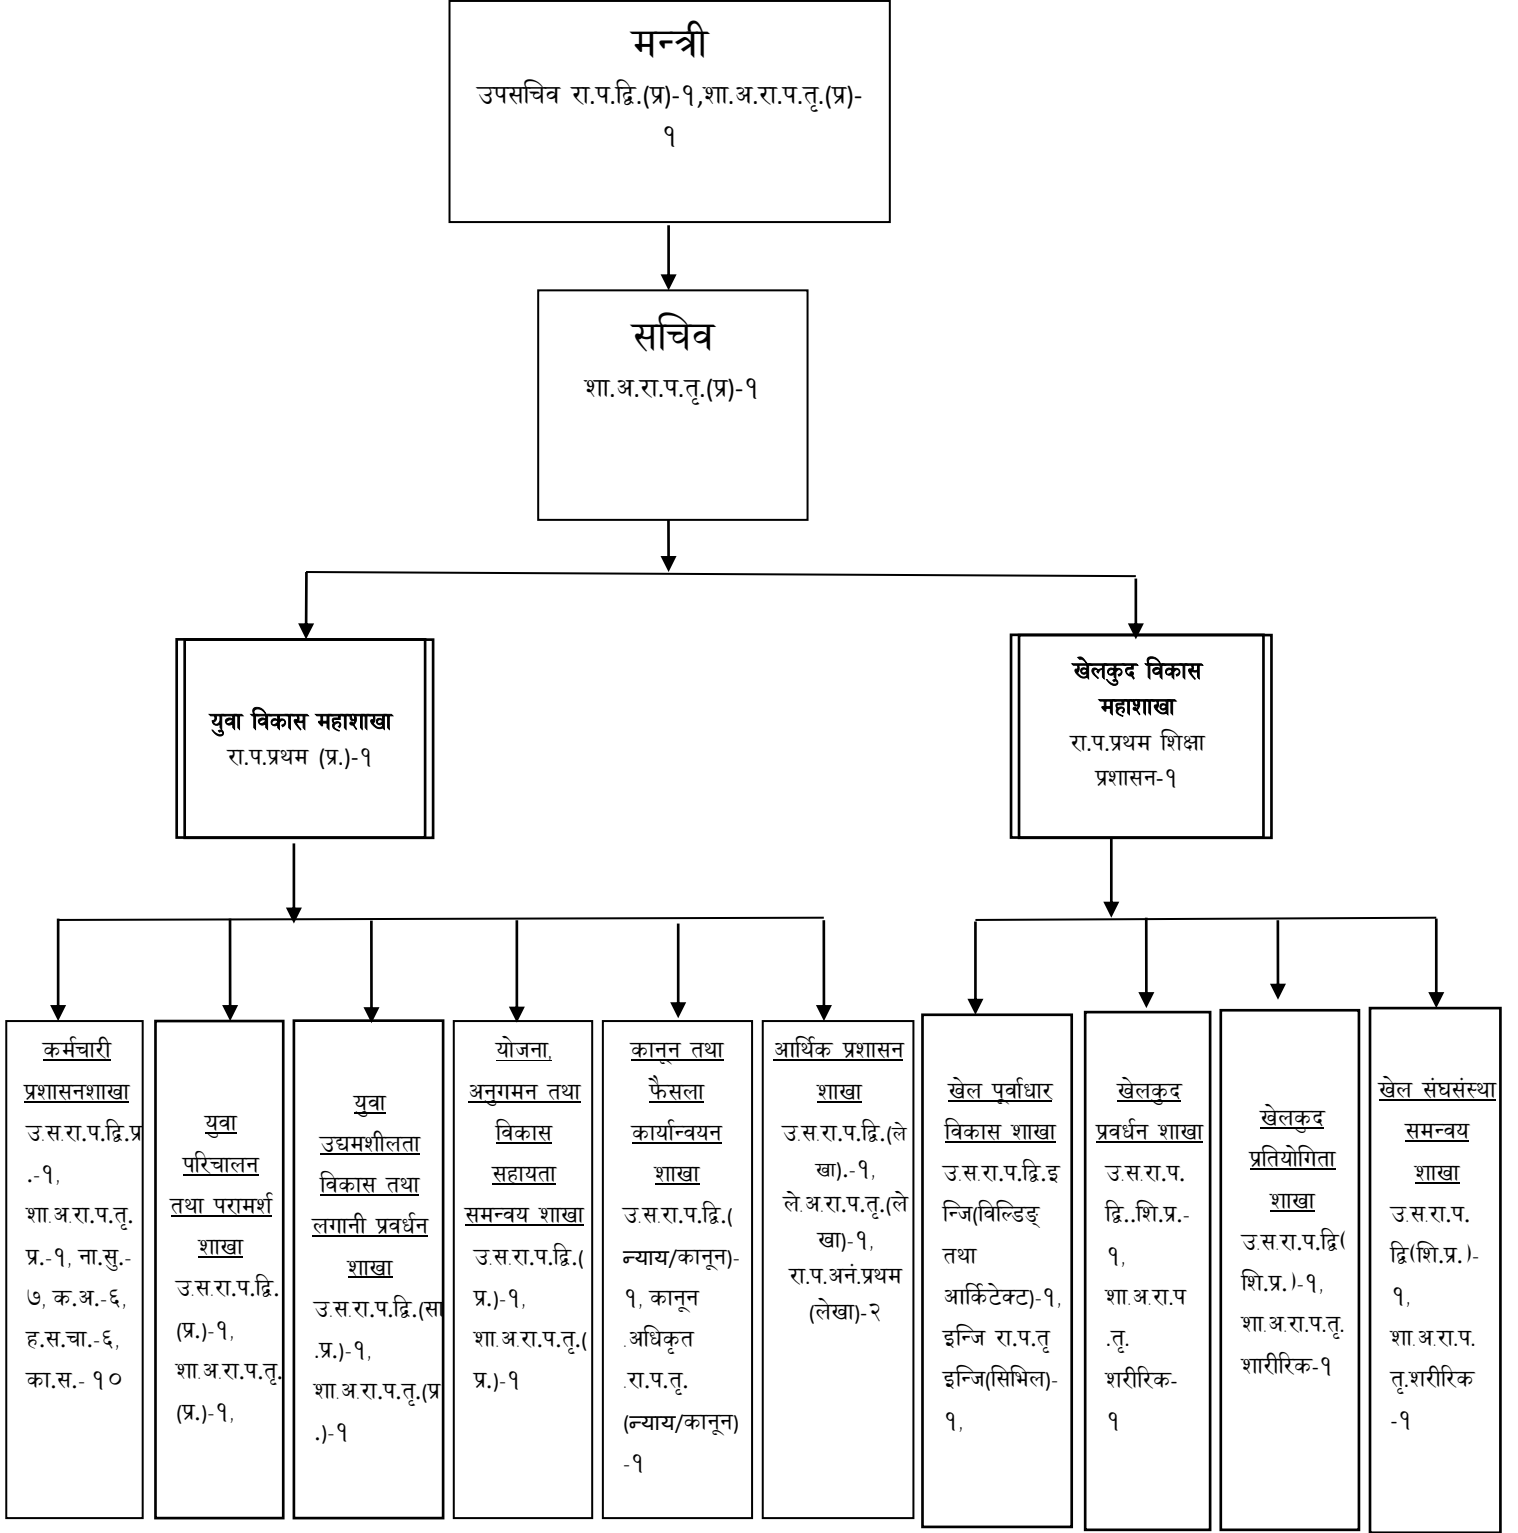 मन्त्री
उपसचिव रा.प.द्वि.(प्र)-१,शा.अ.रा.प.तृ.(प्र)-
१
सचिव
शा.अ.रा.प.तृ.(प्र)-१
युवा विकास महाशाखा
रा.प.प्रथम (प्र.)-१
खेलकुद विकास
महाशाखा
रा.प.प्रथम शिक्षा
प्रशासन-१
कर्मचारी
प्रशासनशाखा
उ.स.रा.प.द्वि.प्र
.-१,
शा.अ.रा.प.तृ.
प्र.-१, ना.सु.-
७, क.अ.-६,
ह.स.चा.-६,
का.स.- १०
युवा
परिचालन
तथा परामर्श
शाखा
उ.स.रा.प.द्वि.
(प्र.)-१,
शा.अ.रा.प.तृ.
(प्र.)-१,
युवा
उद्यमशीलता
विकास तथा
लगानी प्रवर्धन
शाखा
उ.स.रा.प.द्वि.(सा
.प्र.)-१,
शा.अ.रा.प.तृ.(प्र
.)-१
योजना,
अनुगमन तथा
विकास
सहायता
समन्वय शाखा
उ.स.रा.प.द्वि.(
प्र.)-१,
शा.अ.रा.प.तृ.(
प्र.)-१
कानून तथा
फैसला
कार्यान्वयन
शाखा
उ.स.रा.प.द्वि.(
न्याय/कानून)-
१, कानून
.अधिकृत
.रा.प.तृ.
(न्याय/कानून)
-१
आर्थिक प्रशासन
शाखा
उ.स.रा.प.द्वि.(ले
खा).-१,
ले.अ.रा.प.तृ.(ले
खा)-१,
रा.प.अनं.प्रथम
(लेखा)-२
खेल पूर्वाधार
विकास शाखा
उ.स.रा.प.द्वि.इ
न्जि(विल्डिङ्
तथा
आर्किटेक्ट)-१,
इन्जि रा.प.तृ
इन्जि(सिभिल)-
१,
खेलकुद
प्रवर्धन शाखा
उ.स.रा.प.
द्वि..शि.प्र.-
१,
शा.अ.रा.प
.तृ.
शरीरिक-
१
खेलकुद
प्रतियोगिता
शाखा
उ.स.रा.प.द्वि(
शि.प्र.)-१,
शा.अ.रा.प.तृ.
शारीरिक-१
खेल संघसंस्था
समन्वय
शाखा
उ.स.रा.प.
द्वि(शि.प्र.)-
१,
शा.अ.रा.प.
तृ.शरीरिक
-१